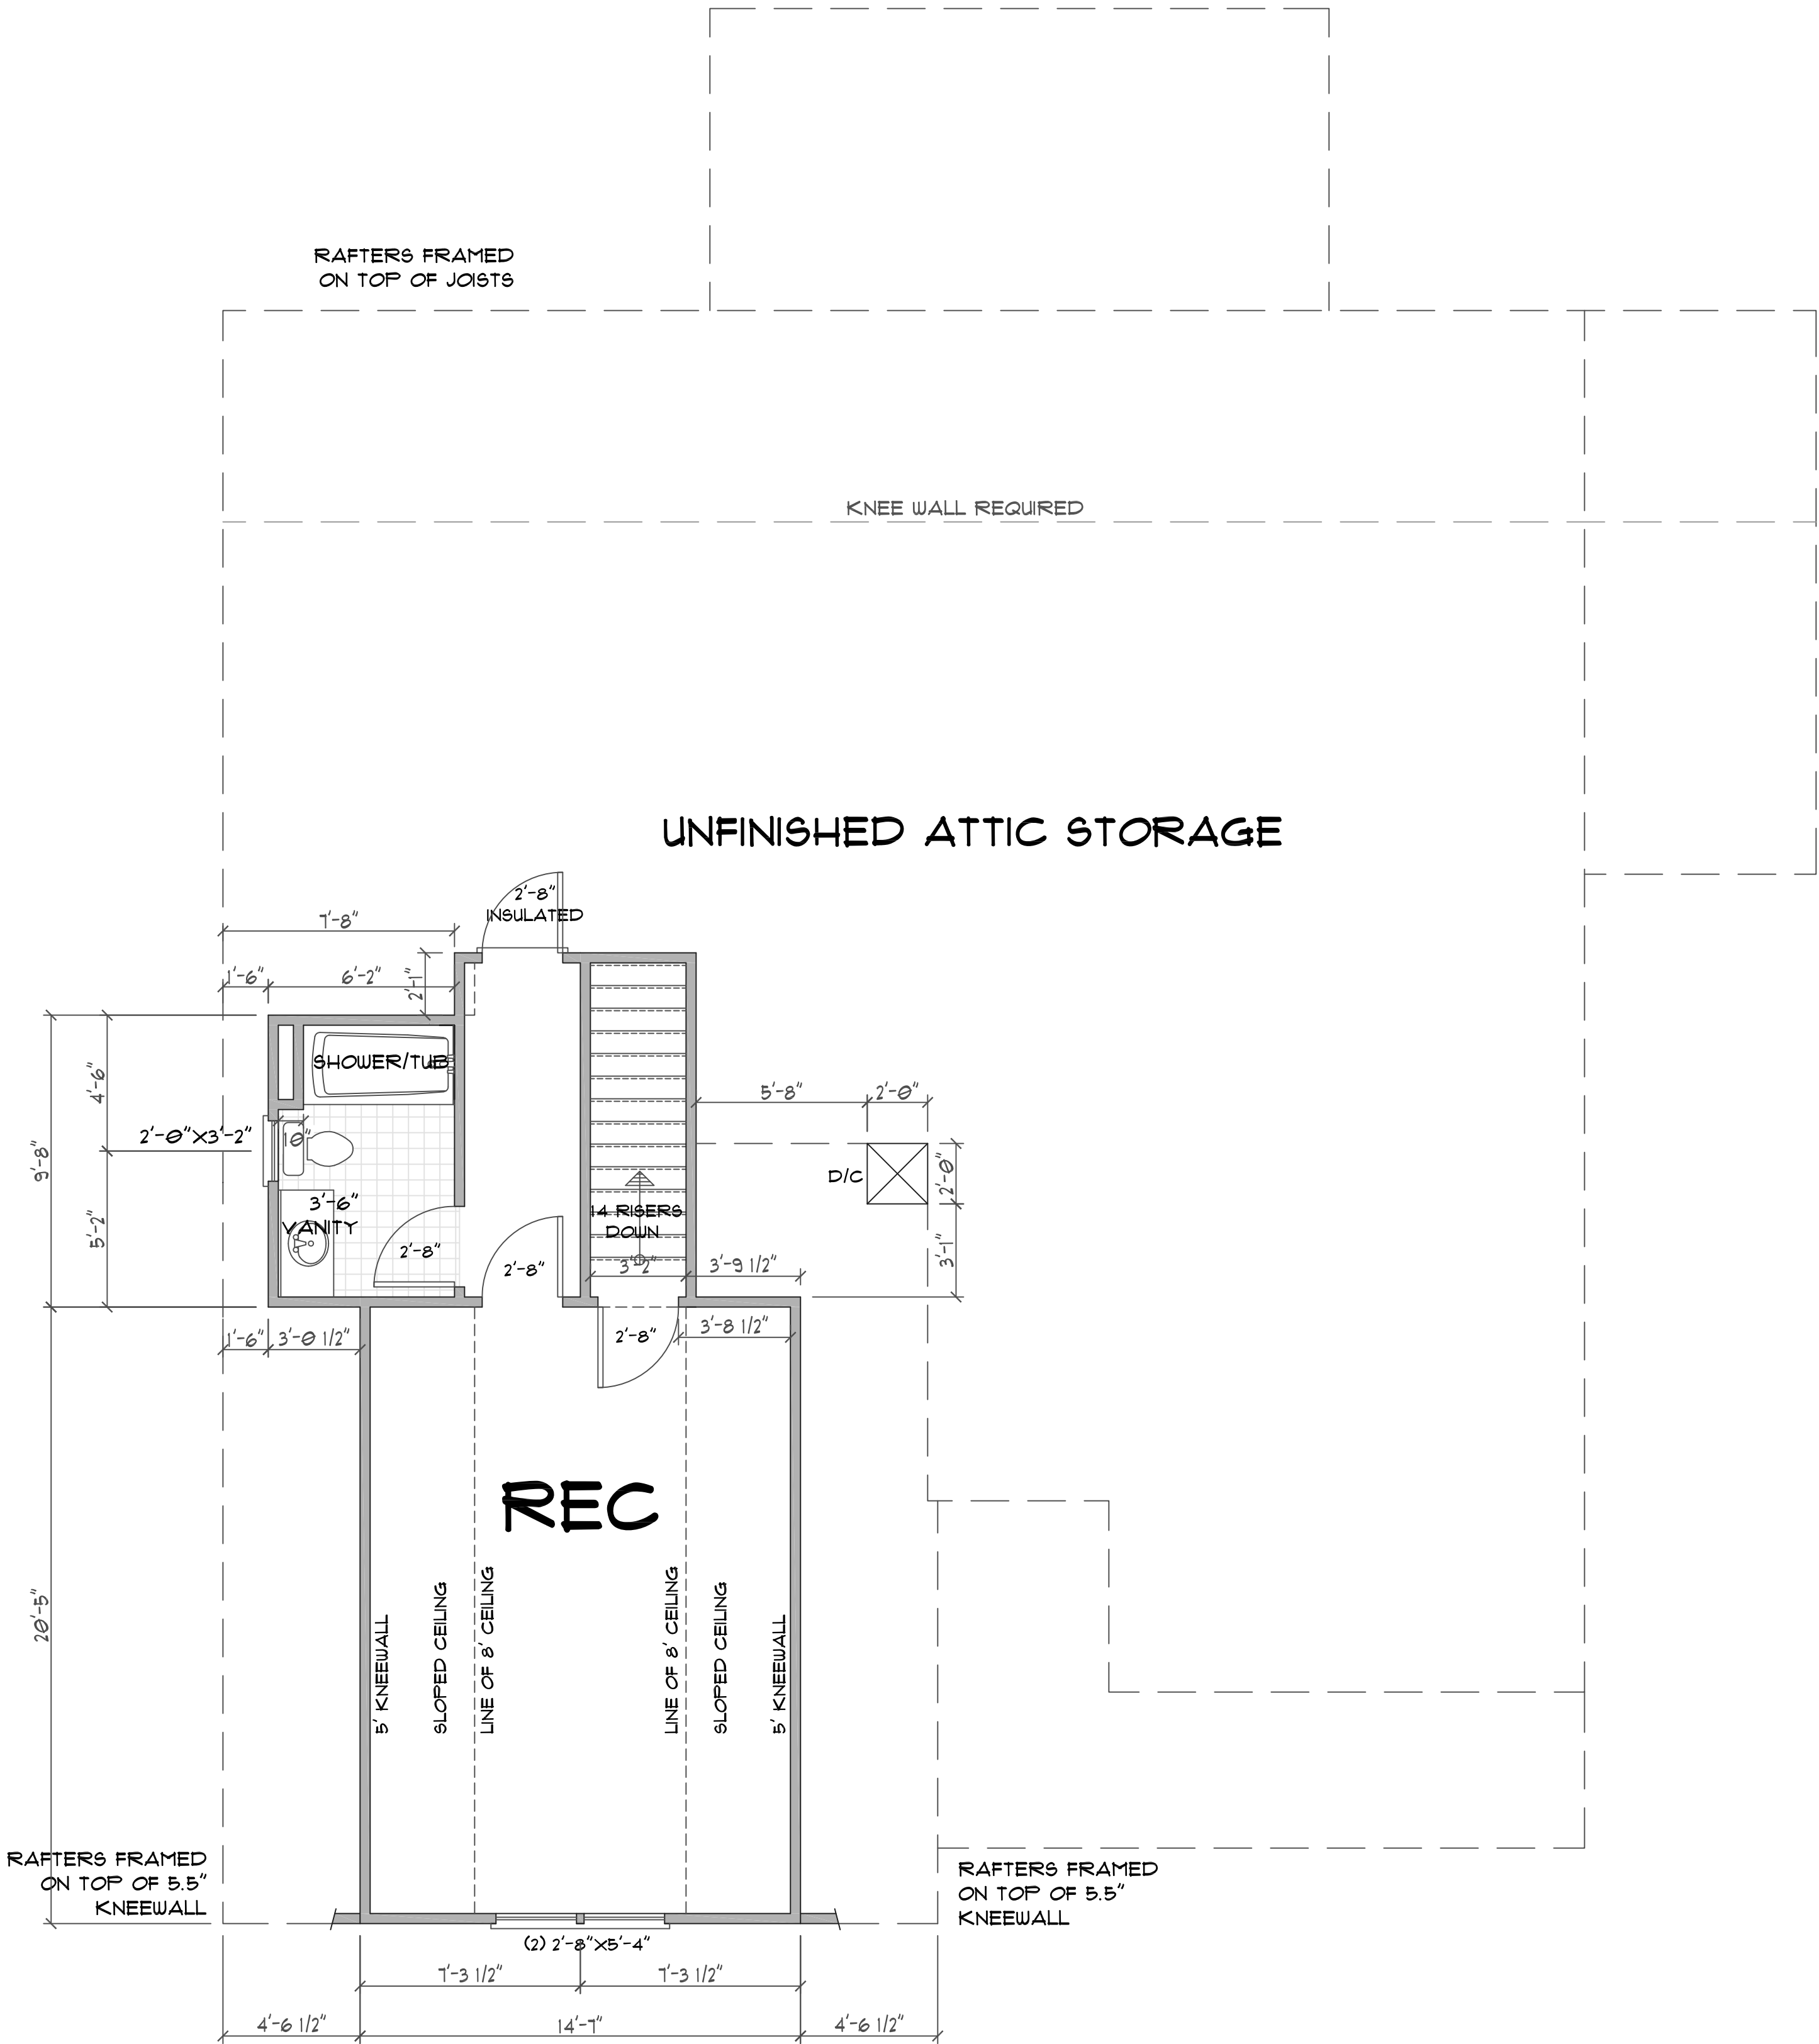 RAFTERS FRAMED
ON TOP OF JOISTS
KNEE WALL REQUIRED
UNFINISHED ATTIC STORAGE
2'-8"
INSULATED
7'-8"
1'-6"
6'-2"
2'-1"
SHOWER/TUB
4'-6"
5'-8"
2'-0"
2'-0"X3'-2"
10"
9'-8"
D/C
2'-0"
3'-6"
VANITY
14 RISERS
DOWN
5'-2"
2'-8"
2'-8"
3'-2"
3'-9 1/2"
3'-1"
1'-6"
3'-0 1/2"
2'-8"
3'-8 1/2"
REC
20'-5"
5' KNEEWALL
SLOPED CEILING
LINE OF 8' CEILING
LINE OF 8' CEILING
SLOPED CEILING
5' KNEEWALL
RAFTERS FRAMED
ON TOP OF 5.5"
KNEEWALL
RAFTERS FRAMED
ON TOP OF 5.5"
KNEEWALL
(2) 2'-8"X5'-4"
7'-3 1/2"
7'-3 1/2"
4'-6 1/2"
14'-7"
4'-6 1/2"